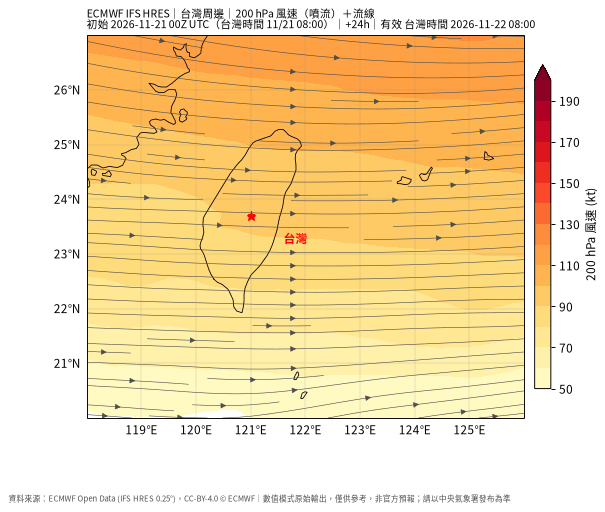 ECMWF IFS HRES｜台灣周邊｜200 hPa 風速（噴流）＋流線
初始 2026-11-21 00Z UTC（台灣時間 11/21 08:00）｜+24h｜有效 台灣時間 2026-11-22 08:00
26°N
25°N
24°N
23°N
22°N
21°N
119°E
120°E
121°E
122°E
123°E
124°E
125°E
台灣
190
170
150
130
110
90
70
50
200 hPa 風速 (kt)
資料來源：ECMWF Open Data (IFS HRES 0.25°)，CC-BY-4.0 © ECMWF｜數值模式原始輸出，僅供參考，非官方預報；請以中央氣象署發布為準